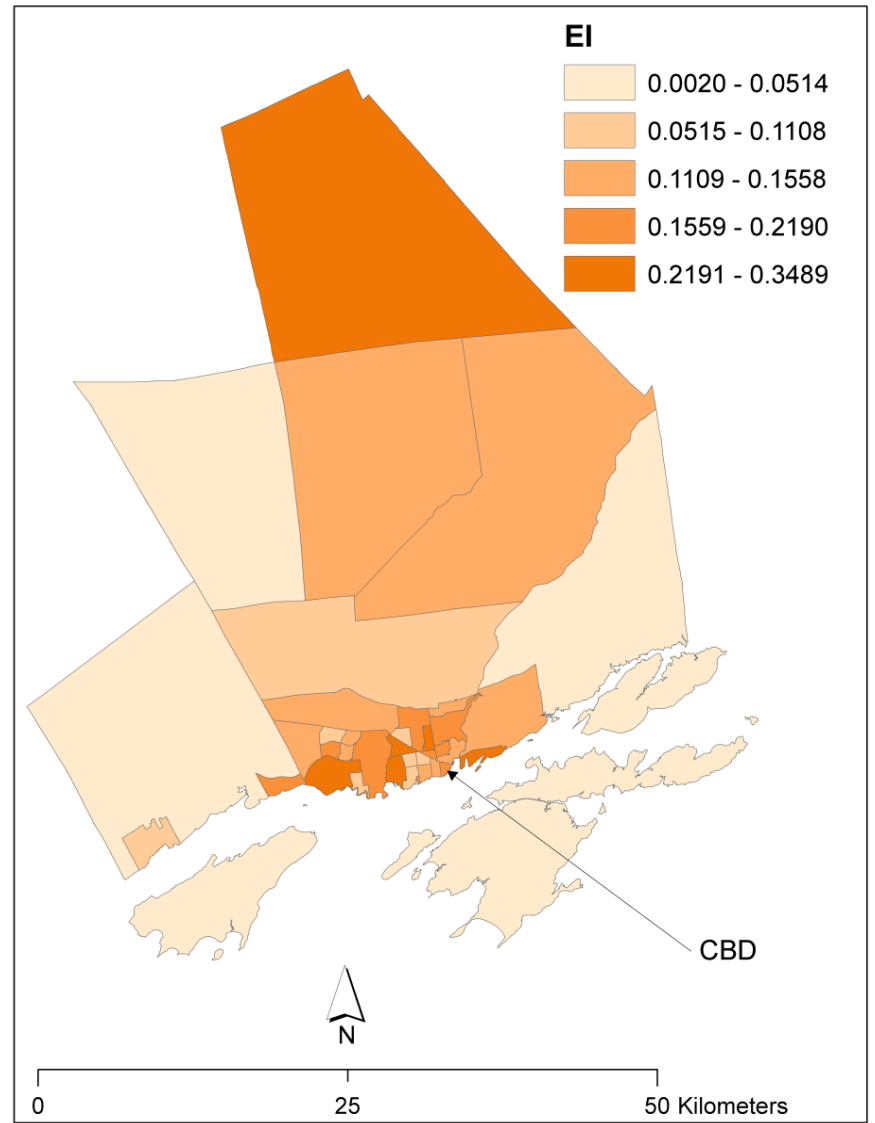 EI
0.0020 - 0.0514
0.0515 - 0.1108
0.1109 - 0.1558
0.1559 - 0.2190
0.2191 - 0.3489
CBD
N
0 25 50 Kilometers